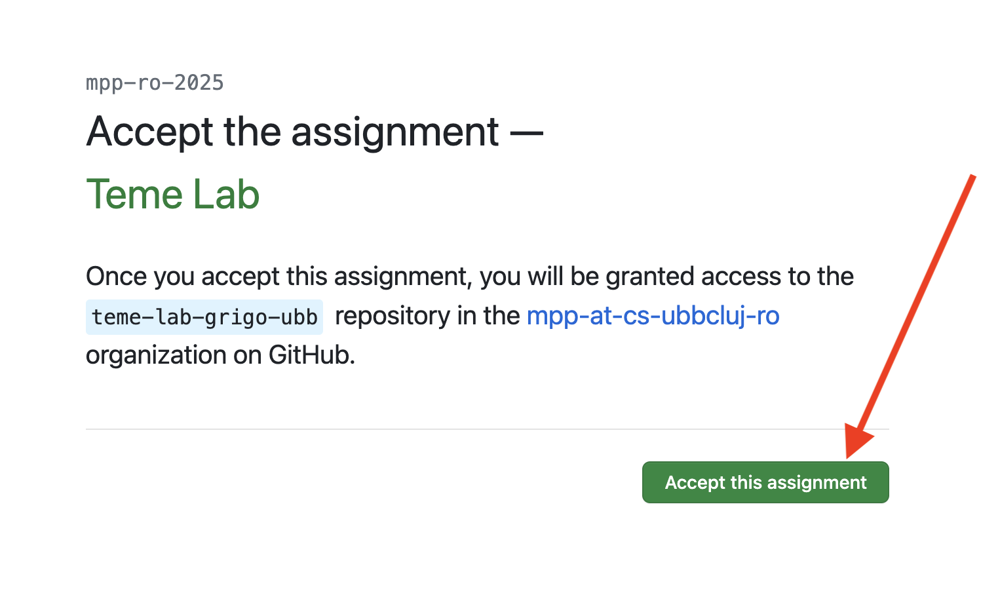 mpp-ro-2025
Accept the assignment —
Teme Lab
Once you accept this assignment, you will be granted access to the
teme-lab-grigo-ubb repository in the mpp-at-cs-ubbcluj-ro
organization on GitHub.
Accept this assignment